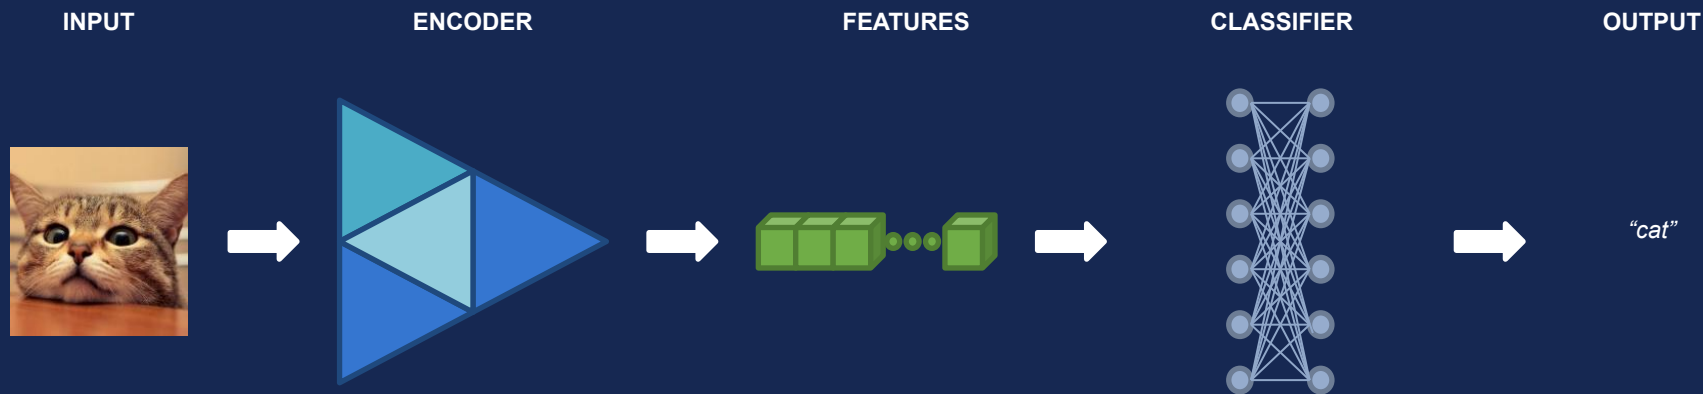 INPUT
ENCODER
FEATURES
CLASSIFIER
OUTPUT
“cat”